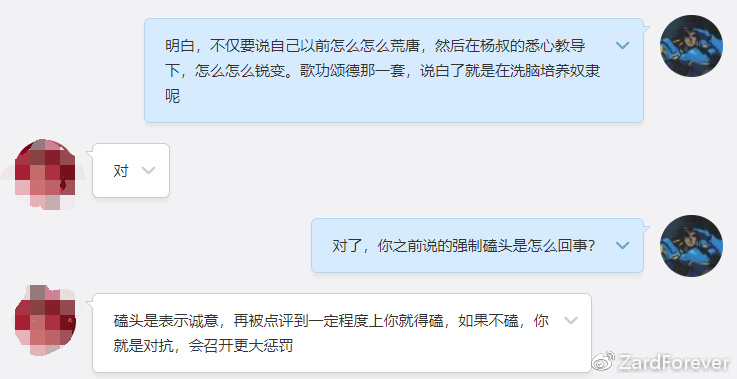 明白，不仅要说自己以前怎么怎么荒唐，然后在杨叔的悉心教导
下，怎么怎么锐变。歌功颂德那一套，说白了就是在洗脑培养奴隶
呢
对
对了，你之前说的强制磕头是怎么回事？
磕头是表示诚意，再被点评到一定程度上你就得磕，如果不磕，你
就是对抗，会召开更大惩罚
ZardForever